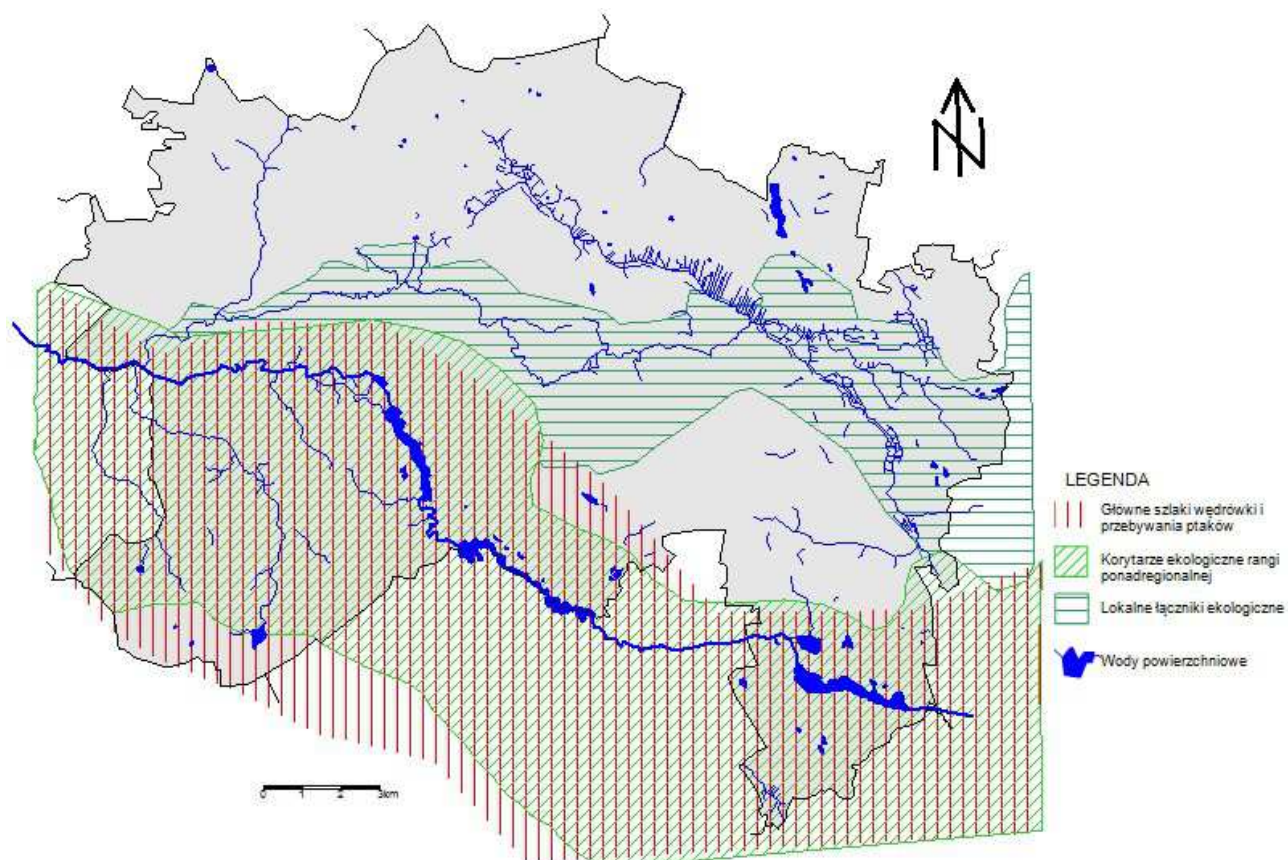 N
LEGENDA
Główne szlaki wędrówki i
przebywania ptaków
Korytarze ekologiczne rangi
ponadregionalnej
Lokalne łączniki ekologiczne
Wody powierzchniowe
0 1 2 3km